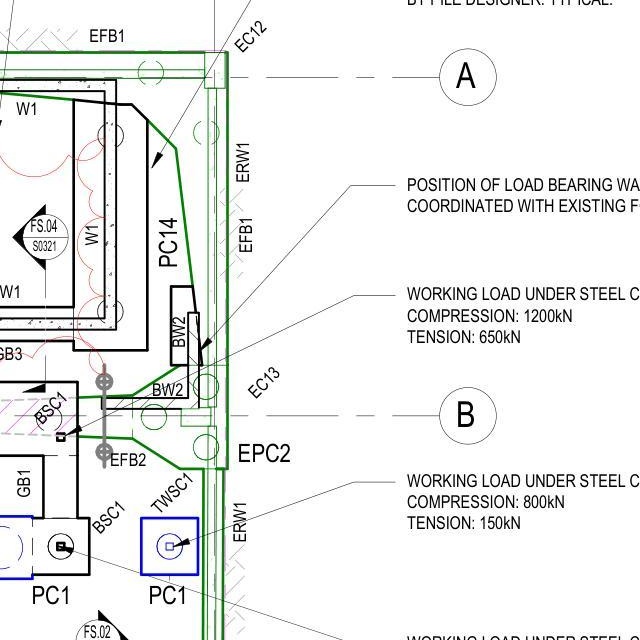 BY PILE DESIGNER. TYPICAL.
EFB1
EC12
A
W1
ERW1
POSITION OF LOAD BEARING
COORDINATED WITH EXISTING
FS.04
S0321
W1
PC14
EFB1
W1
WORKING LOAD UNDER STEEL
COMPRESSION: 1200kN
TENSION: 650kN
BW2
GB3
EC13
BW2
BSC1
B
EFB2
EPC2
GB1
WORKING LOAD UNDER STEEL
COMPRESSION: 800kN
TENSION: 150kN
TWSC1
BSC1
ERW1
PC1
PC1
FS.02
WORKING LOAD UNDER STEEL